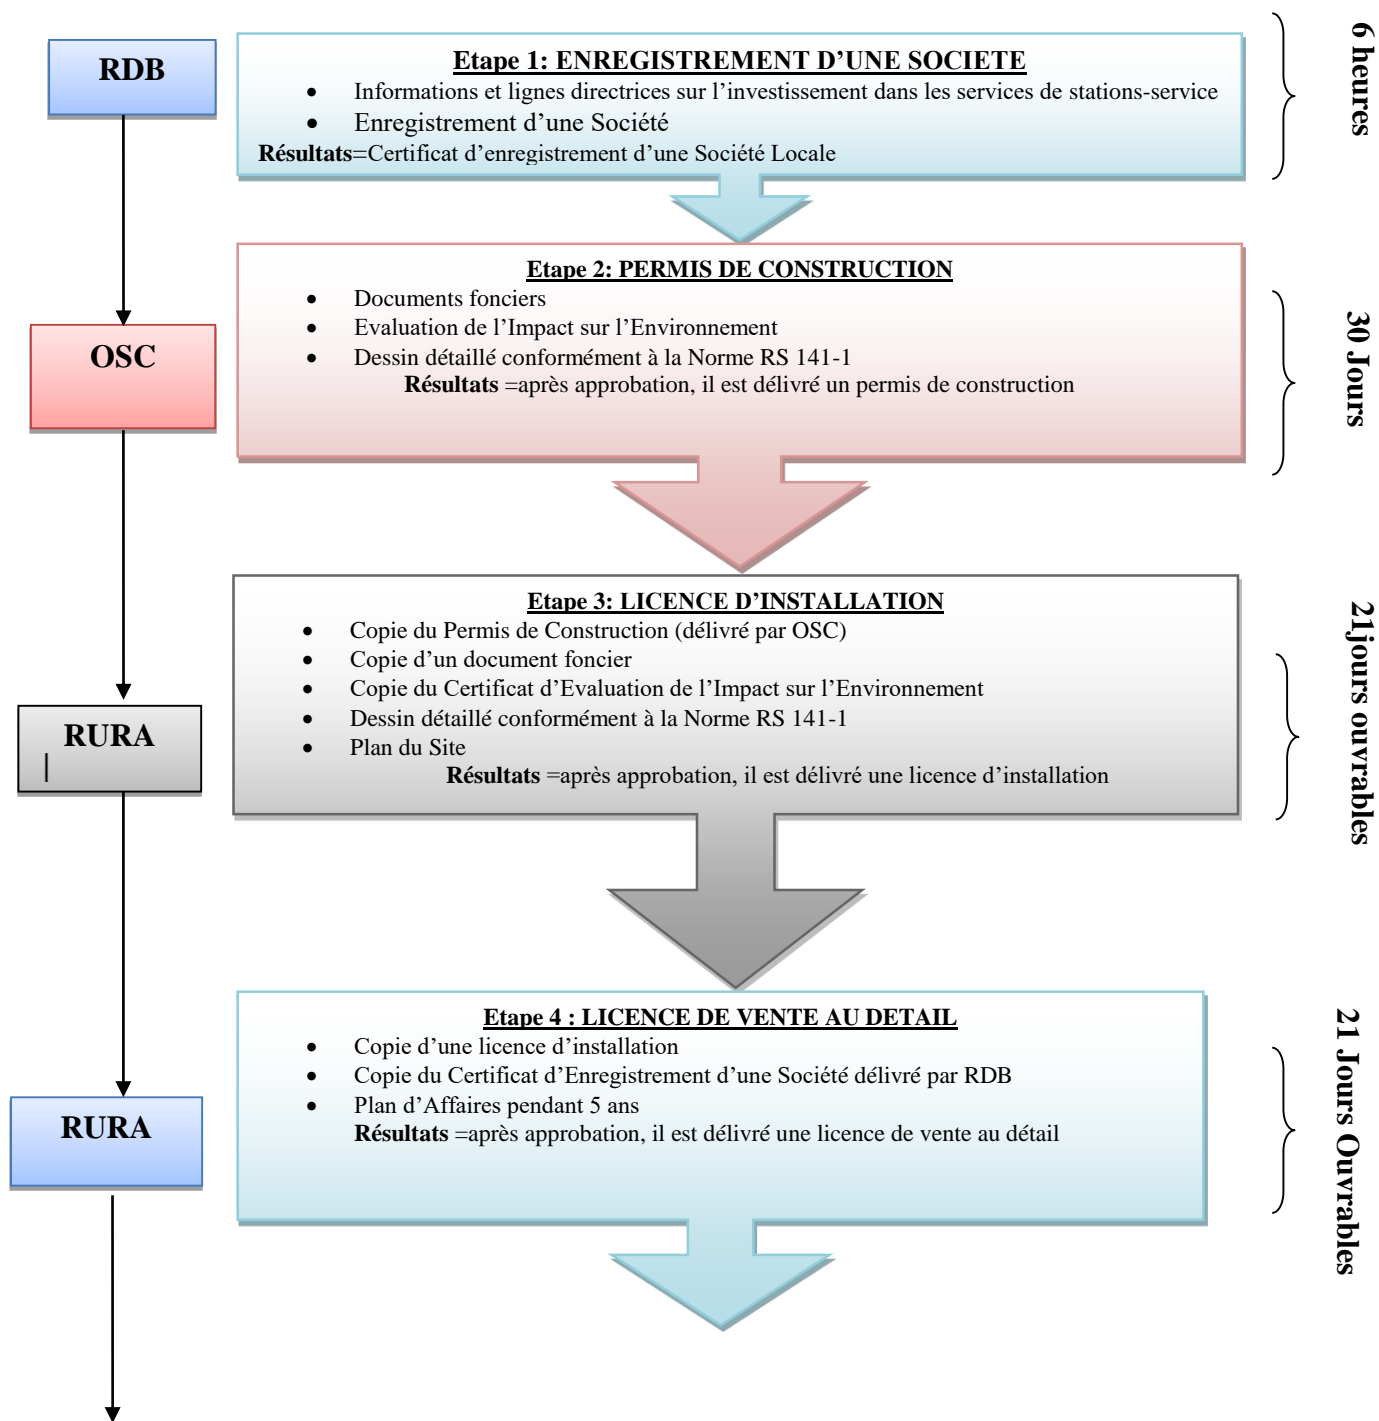 RDB
Etape 1: ENREGISTREMENT D’UNE SOCIETE
• Informations et lignes directrices sur l’investissement dans les services de stations-service
• Enregistrement d’une Société
Résultats=Certificat d’enregistrement d’une Société Locale
6 heures
OSC
Etape 2: PERMIS DE CONSTRUCTION
• Documents fonciers
• Evaluation de l’Impact sur l’Environnement
• Dessin détaillé conformément à la Norme RS 141-1
Résultats =après approbation, il est délivré un permis de construction
30 Jours
RURA
Etape 3: LICENCE D’INSTALLATION
• Copie du Permis de Construction (délivré par OSC)
• Copie d’un document foncier
• Copie du Certificat d’Evaluation de l’Impact sur l’Environnement
• Dessin détaillé conformément à la Norme RS 141-1
• Plan du Site
Résultats =après approbation, il est délivré une licence d’installation
21jours ouvrables
RURA
Etape 4 : LICENCE DE VENTE AU DETAIL
• Copie d’une licence d’installation
• Copie du Certificat d’Enregistrement d’une Société délivré par RDB
• Plan d’Affaires pendant 5 ans
Résultats =après approbation, il est délivré une licence de vente au détail
21 Jours Ouvrables